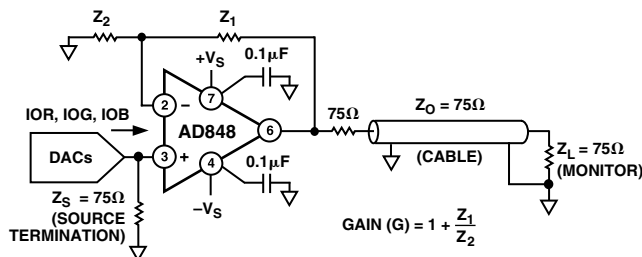 Z2
Z1
+VS
0.1µF
7
2
–
IOR, IOG, IOB
AD848
6
75Ω
ZO = 75Ω
DACs
3
+
4
0.1µF
(CABLE)
ZL = 75Ω
(MONITOR)
ZS = 75Ω
(SOURCE
TERMINATION)
–VS
GAIN (G) = 1 + Z1/Z2